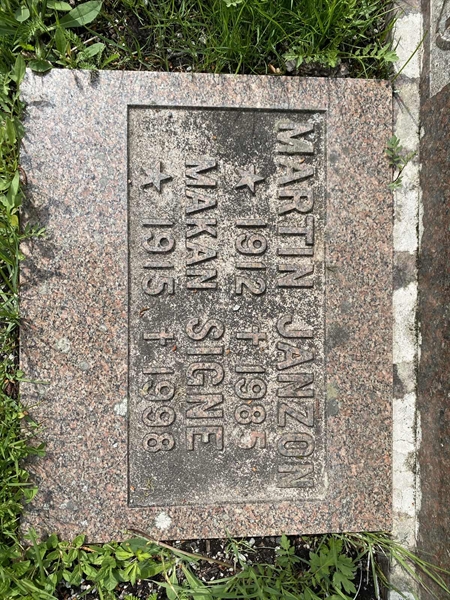 MARTIN JANZON
★ 1912 † 1985
MAKAN SIGNE
★ 1915 † 1998